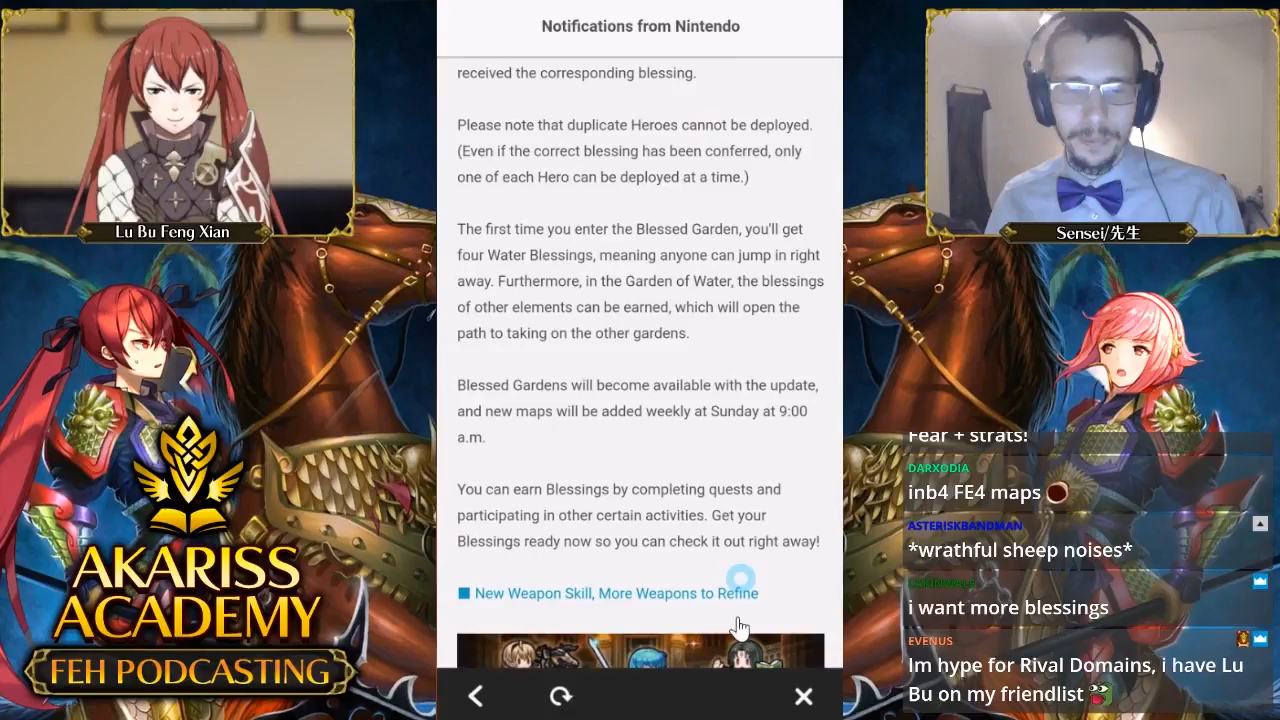 Notifications from Nintendo
received the corresponding blessing.
Please note that duplicate Heroes cannot be deployed.
(Even if the correct blessing has been conferred, only
one of each Hero can be deployed at a time.)
The first time you enter the Blessed Garden, you'll get
four Water Blessings, meaning anyone can jump in right
away. Furthermore, in the Garden of Water, the blessings
of other elements can be earned, which will open the
path to taking on the other gardens.
Blessed Gardens will become available with the update,
and new maps will be added weekly at Sunday at 9:00
a.m.
You can earn Blessings by completing quests and
participating in other certain activities. Get your
Blessings ready now so you can check it out right away!
New Weapon Skill, More Weapons to Refine
Lu Bu Feng Xian
AKARISS
ACADEMY
FEH PODCASTING
Sensei/先生
Fear + strats!
DARXODIA
inb4 FE4 maps
ASTERISKBANDMAN
*wrathful sheep noises*
i want more blessings
EVENUS
Im hype for Rival Domains, i have Lu
Bu on my friendlist